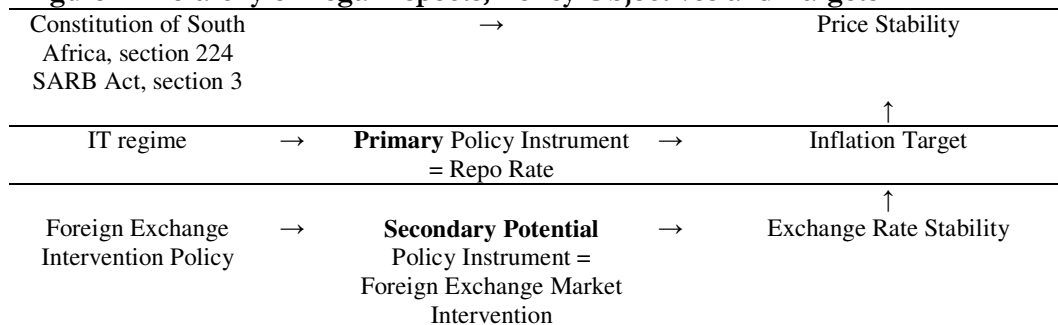 Constitution of South → Price Stability
Africa, section 224
SARB Act, section 3
↑
IT regime → Primary Policy Instrument → Inflation Target
= Repo Rate
↑
Foreign Exchange → Secondary Potential → Exchange Rate Stability
Intervention Policy Policy Instrument =
Foreign Exchange Market
Intervention